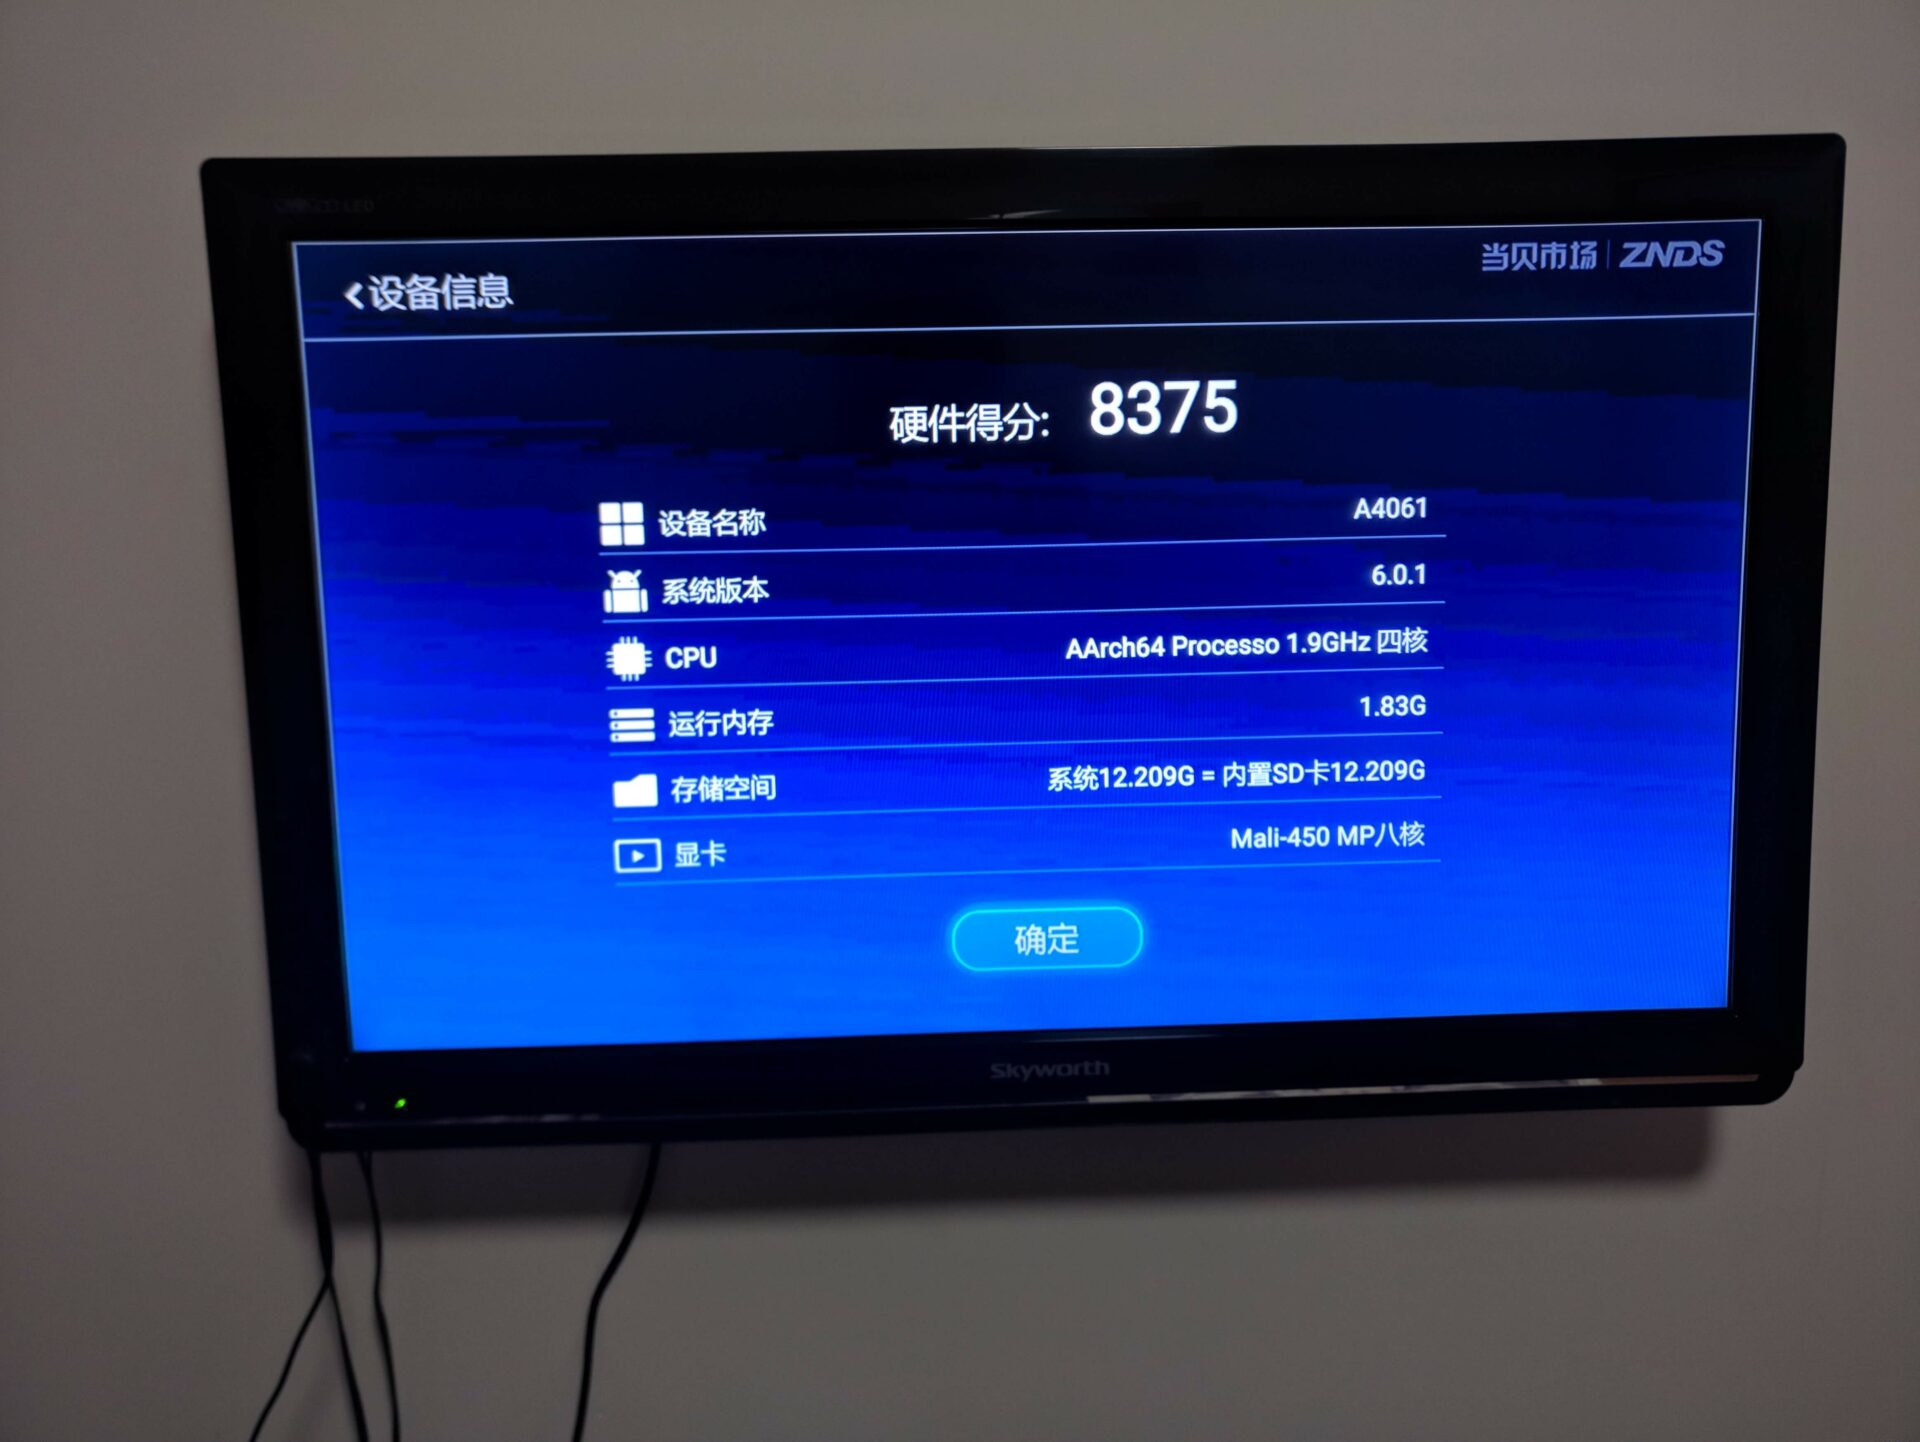 当贝市场 | ZNDS
设备信息
硬件得分: 8375
设备名称 A4061
系统版本 6.0.1
CPU AArch64 Processo 1.9GHz 四核
运行内存 1.83G
存储空间 系统12.209G = 内置SD卡12.209G
显卡 Mali-450 MP八核
确定
Skyworth